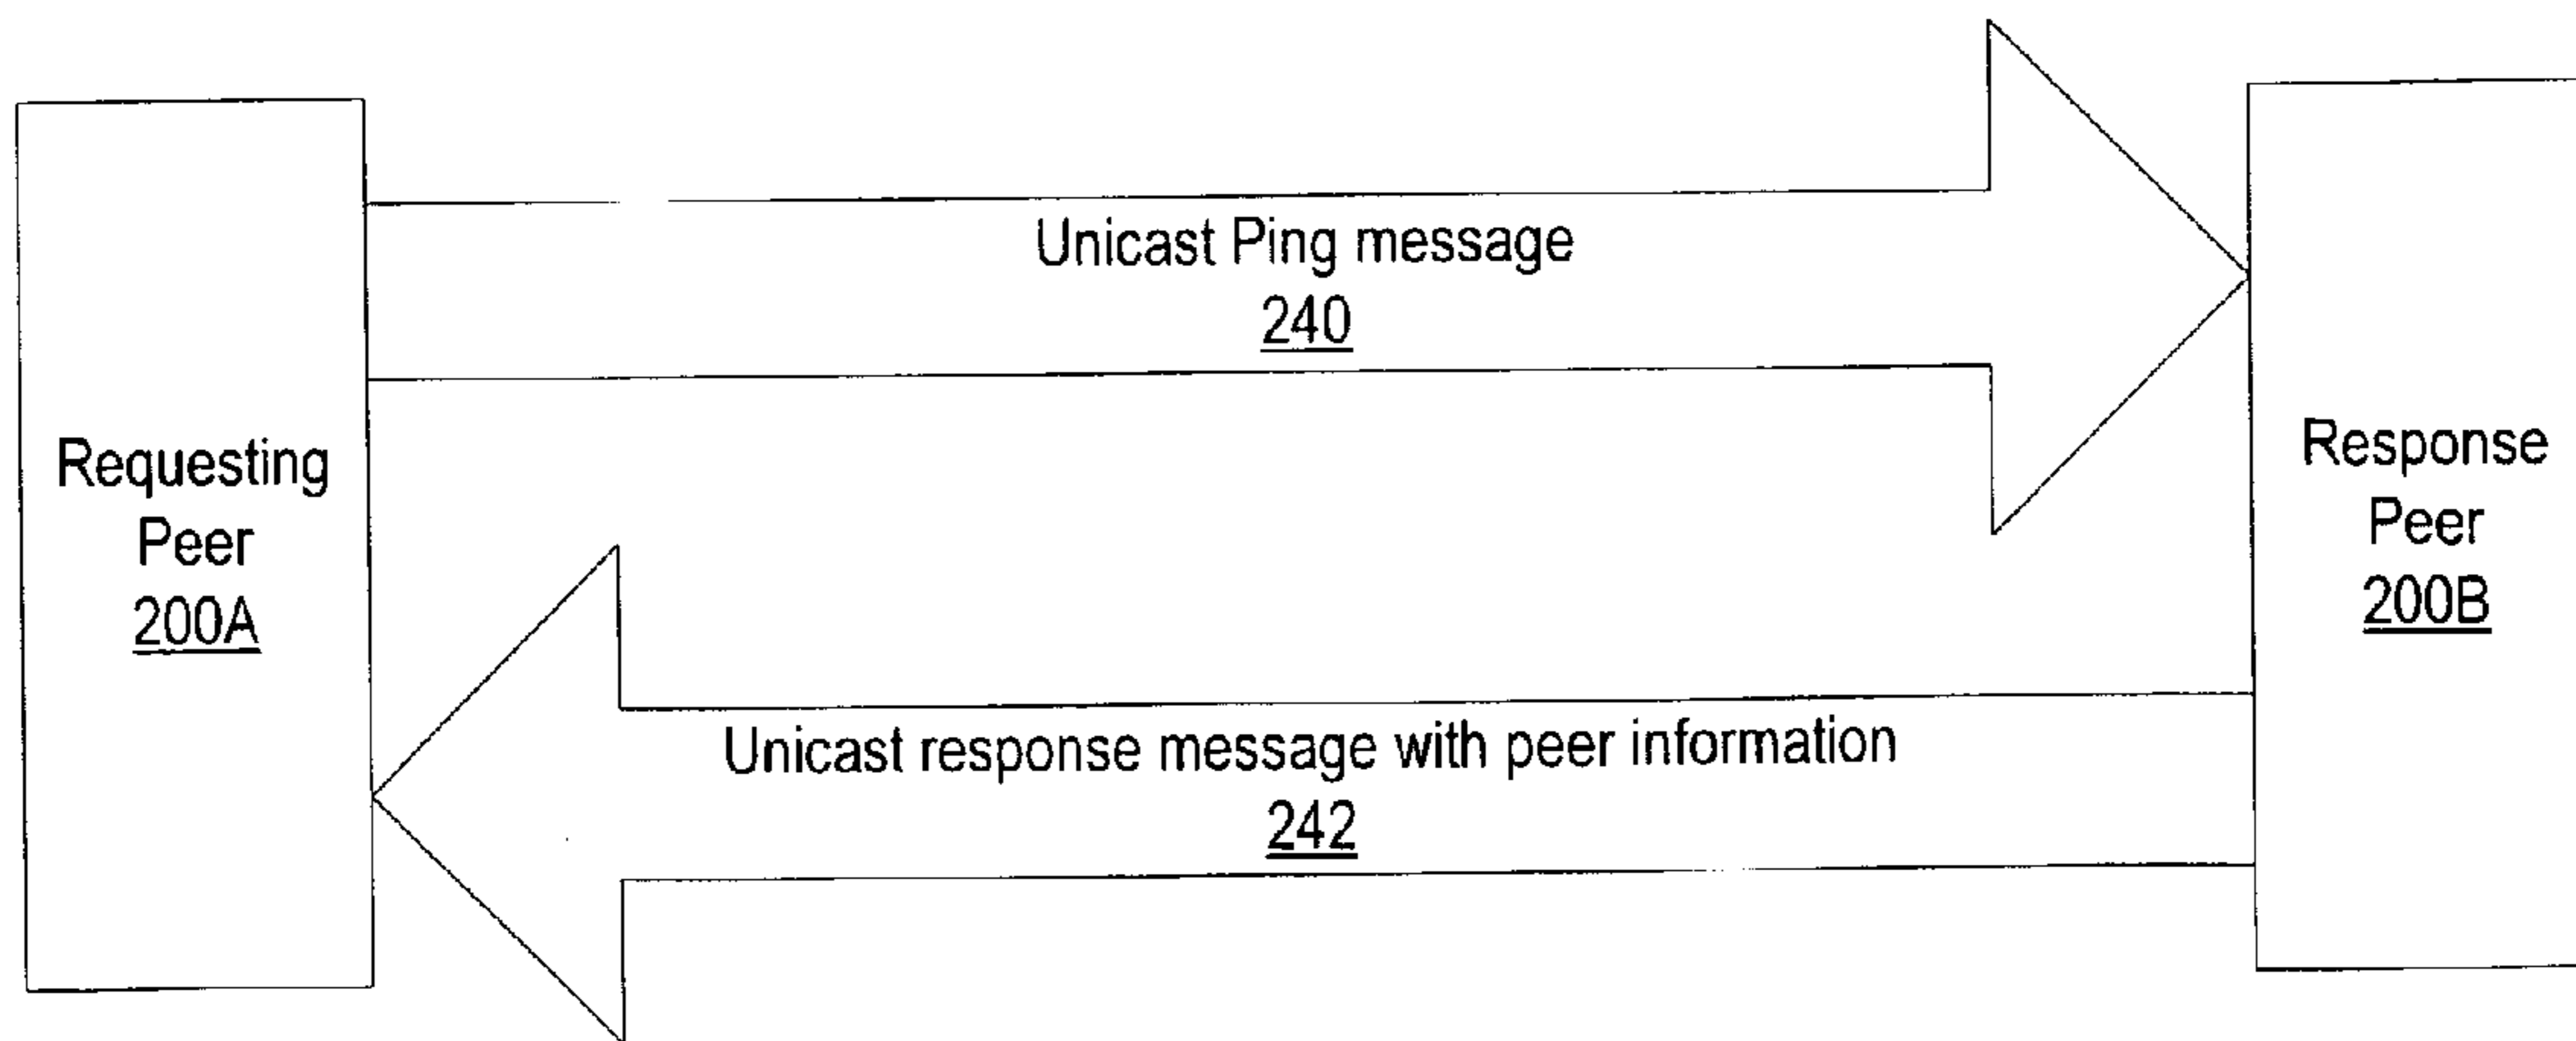 Unicast Ping message
240
Requesting
Peer
200A
Response
Peer
200B
Unicast response message with peer information
242